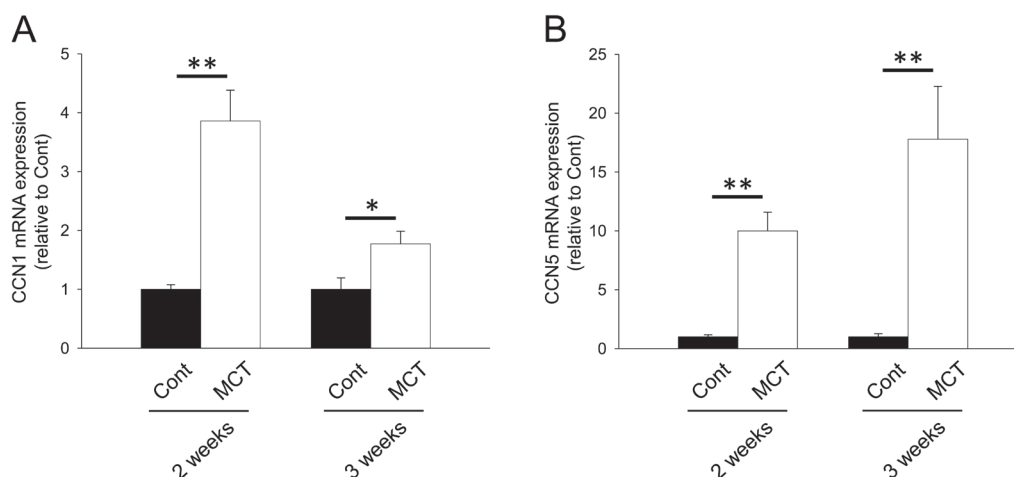 A
CCN1 mRNA expression
(relative to Cont)
5
4
3
2
1
0
**
*
Cont
MCT
Cont
MCT
2 weeks
3 weeks
B
CCN5 mRNA expression
(relative to Cont)
25
20
15
10
5
0
**
**
Cont
MCT
Cont
MCT
2 weeks
3 weeks